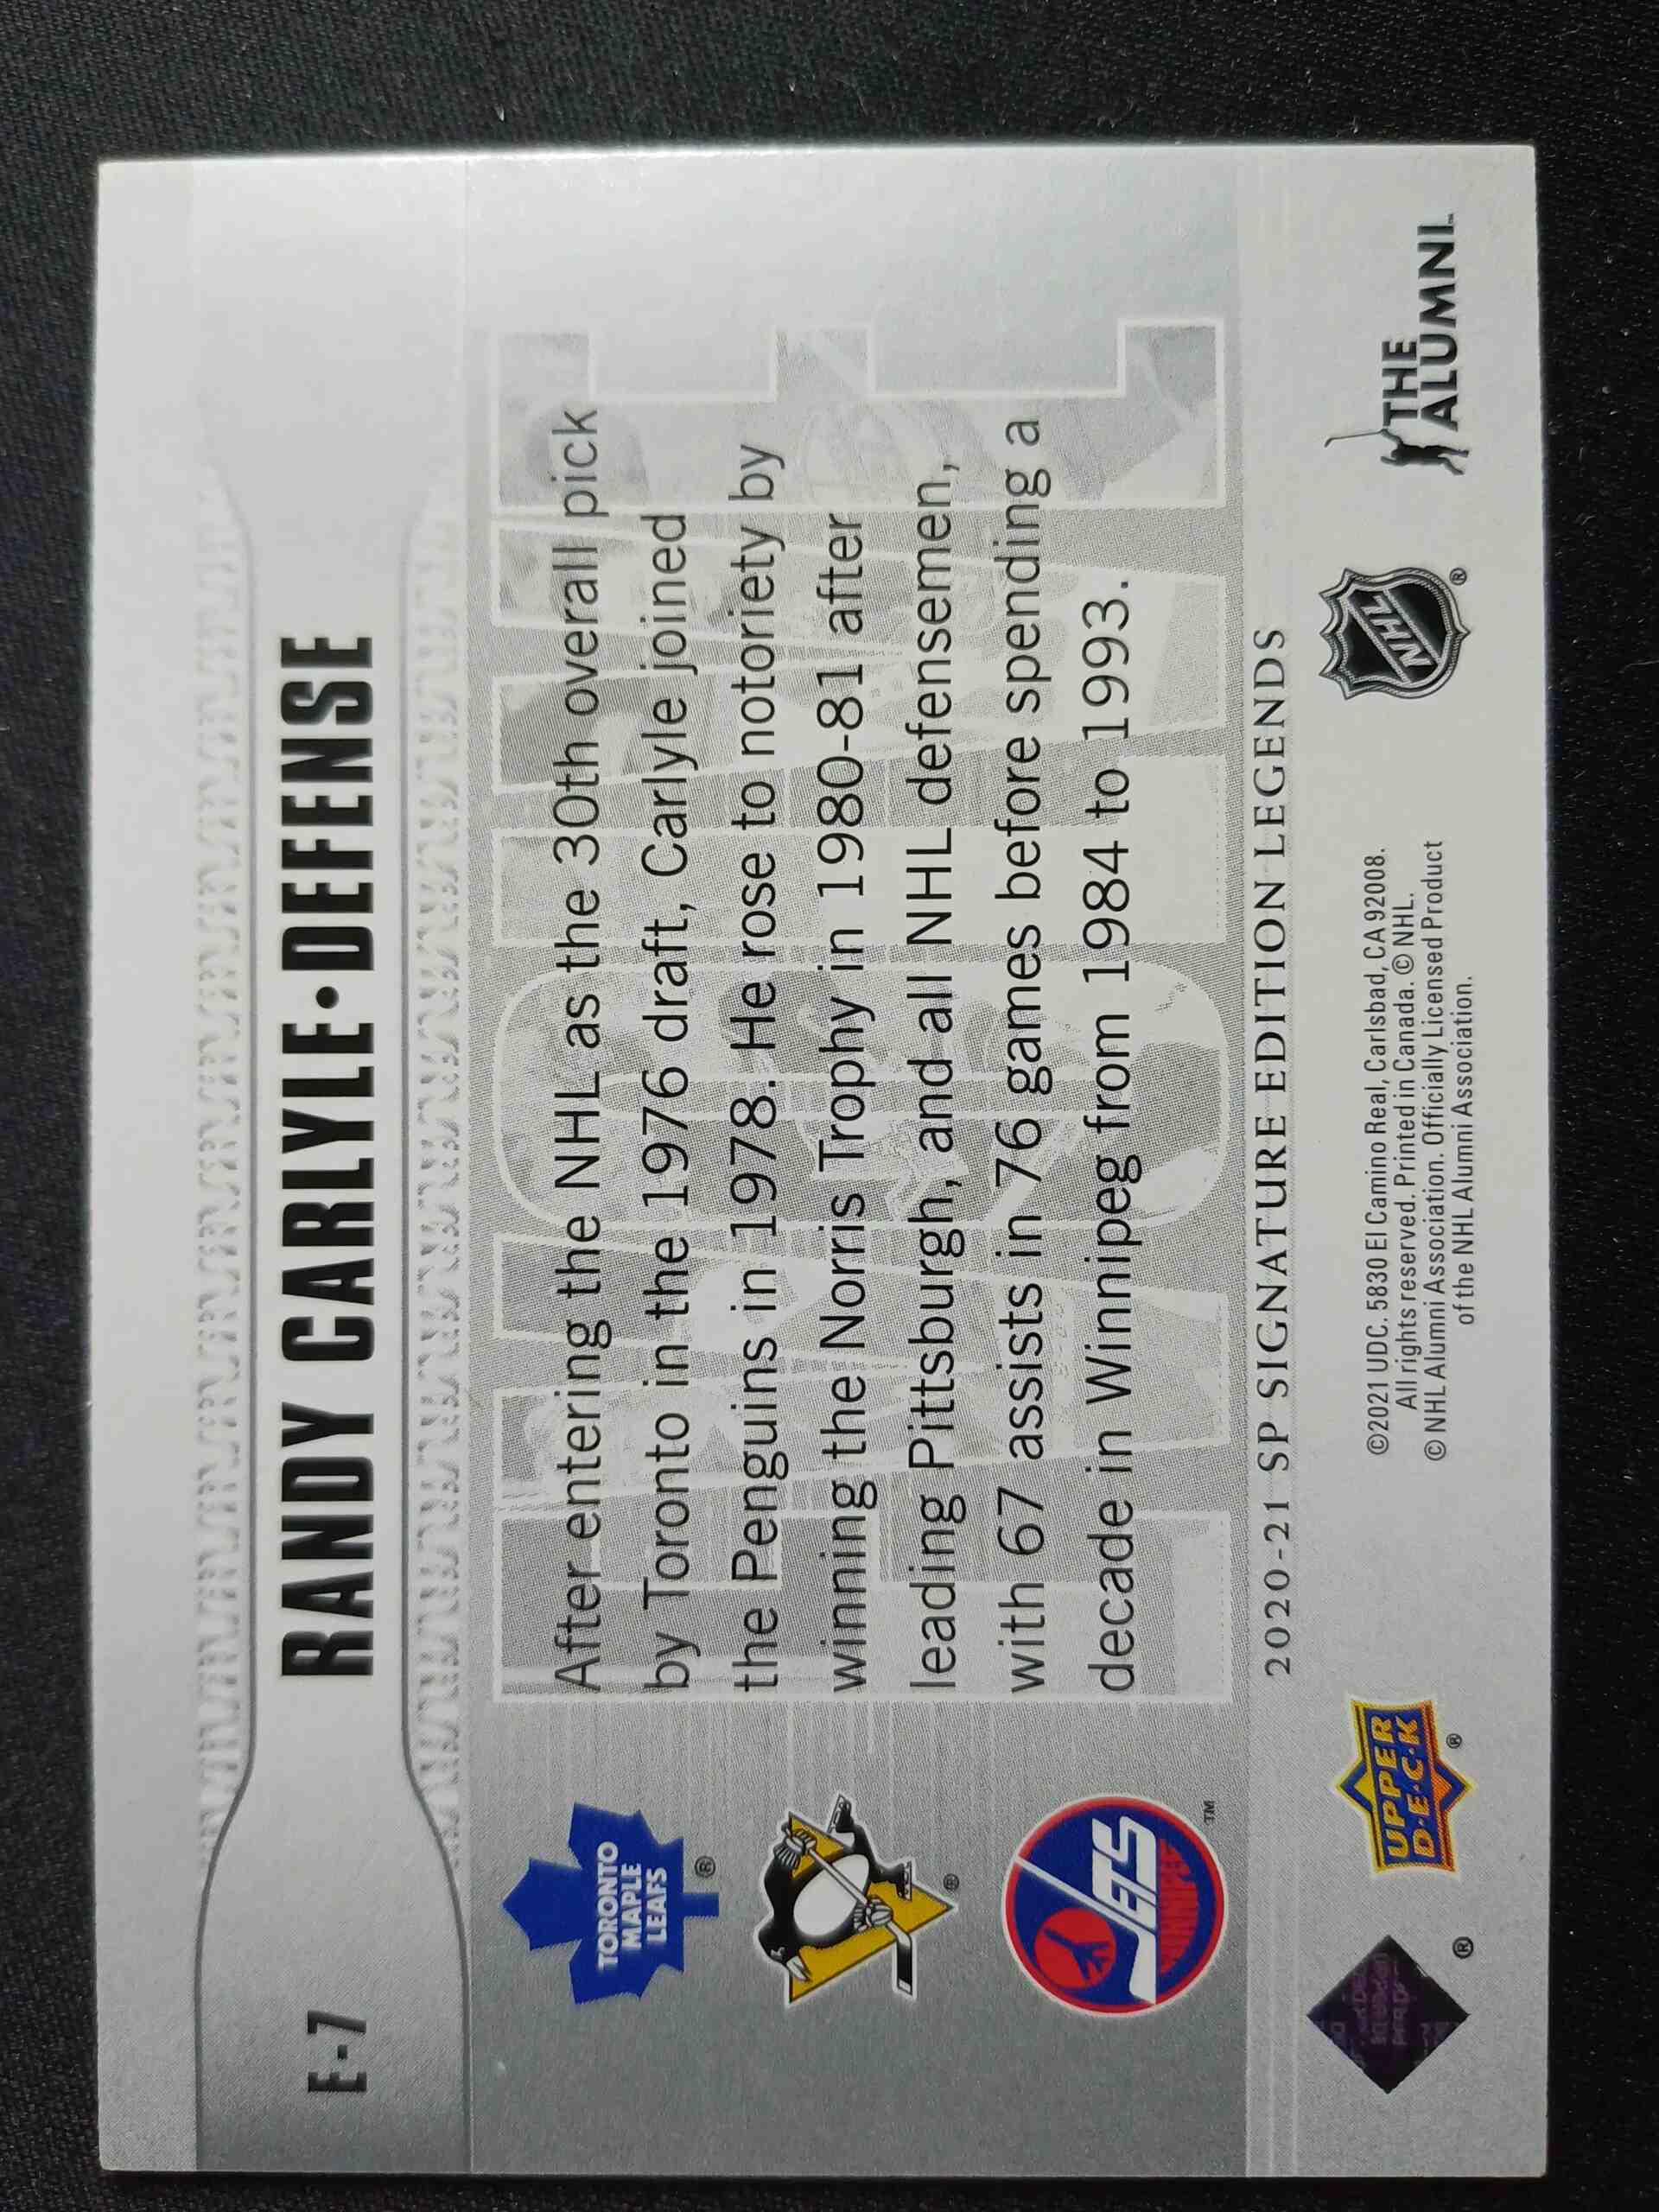 E-7
RANDY CARLYLE • DEFENSE
TORONTO
MAPLE
LEAFS
®
®
JETS
WINNIPEG
TM
After entering the NHL as the 30th overall pick
by Toronto in the 1976 draft, Carlyle joined
the Penguins in 1978. He rose to notoriety by
winning the Norris Trophy in 1980-81 after
leading Pittsburgh, and all NHL defensemen,
with 67 assists in 76 games before spending a
decade in Winnipeg from 1984 to 1993.
2020-21 SP SIGNATURE EDITION LEGENDS
®
UPPER
D·E·C·K
®
©2021 UDC. 5830 El Camino Real, Carlsbad, CA 92008.
All rights reserved. Printed in Canada. © NHL.
© NHL Alumni Association. Officially Licensed Product
of the NHL Alumni Association.
NHL
®
THE
ALUMNI™